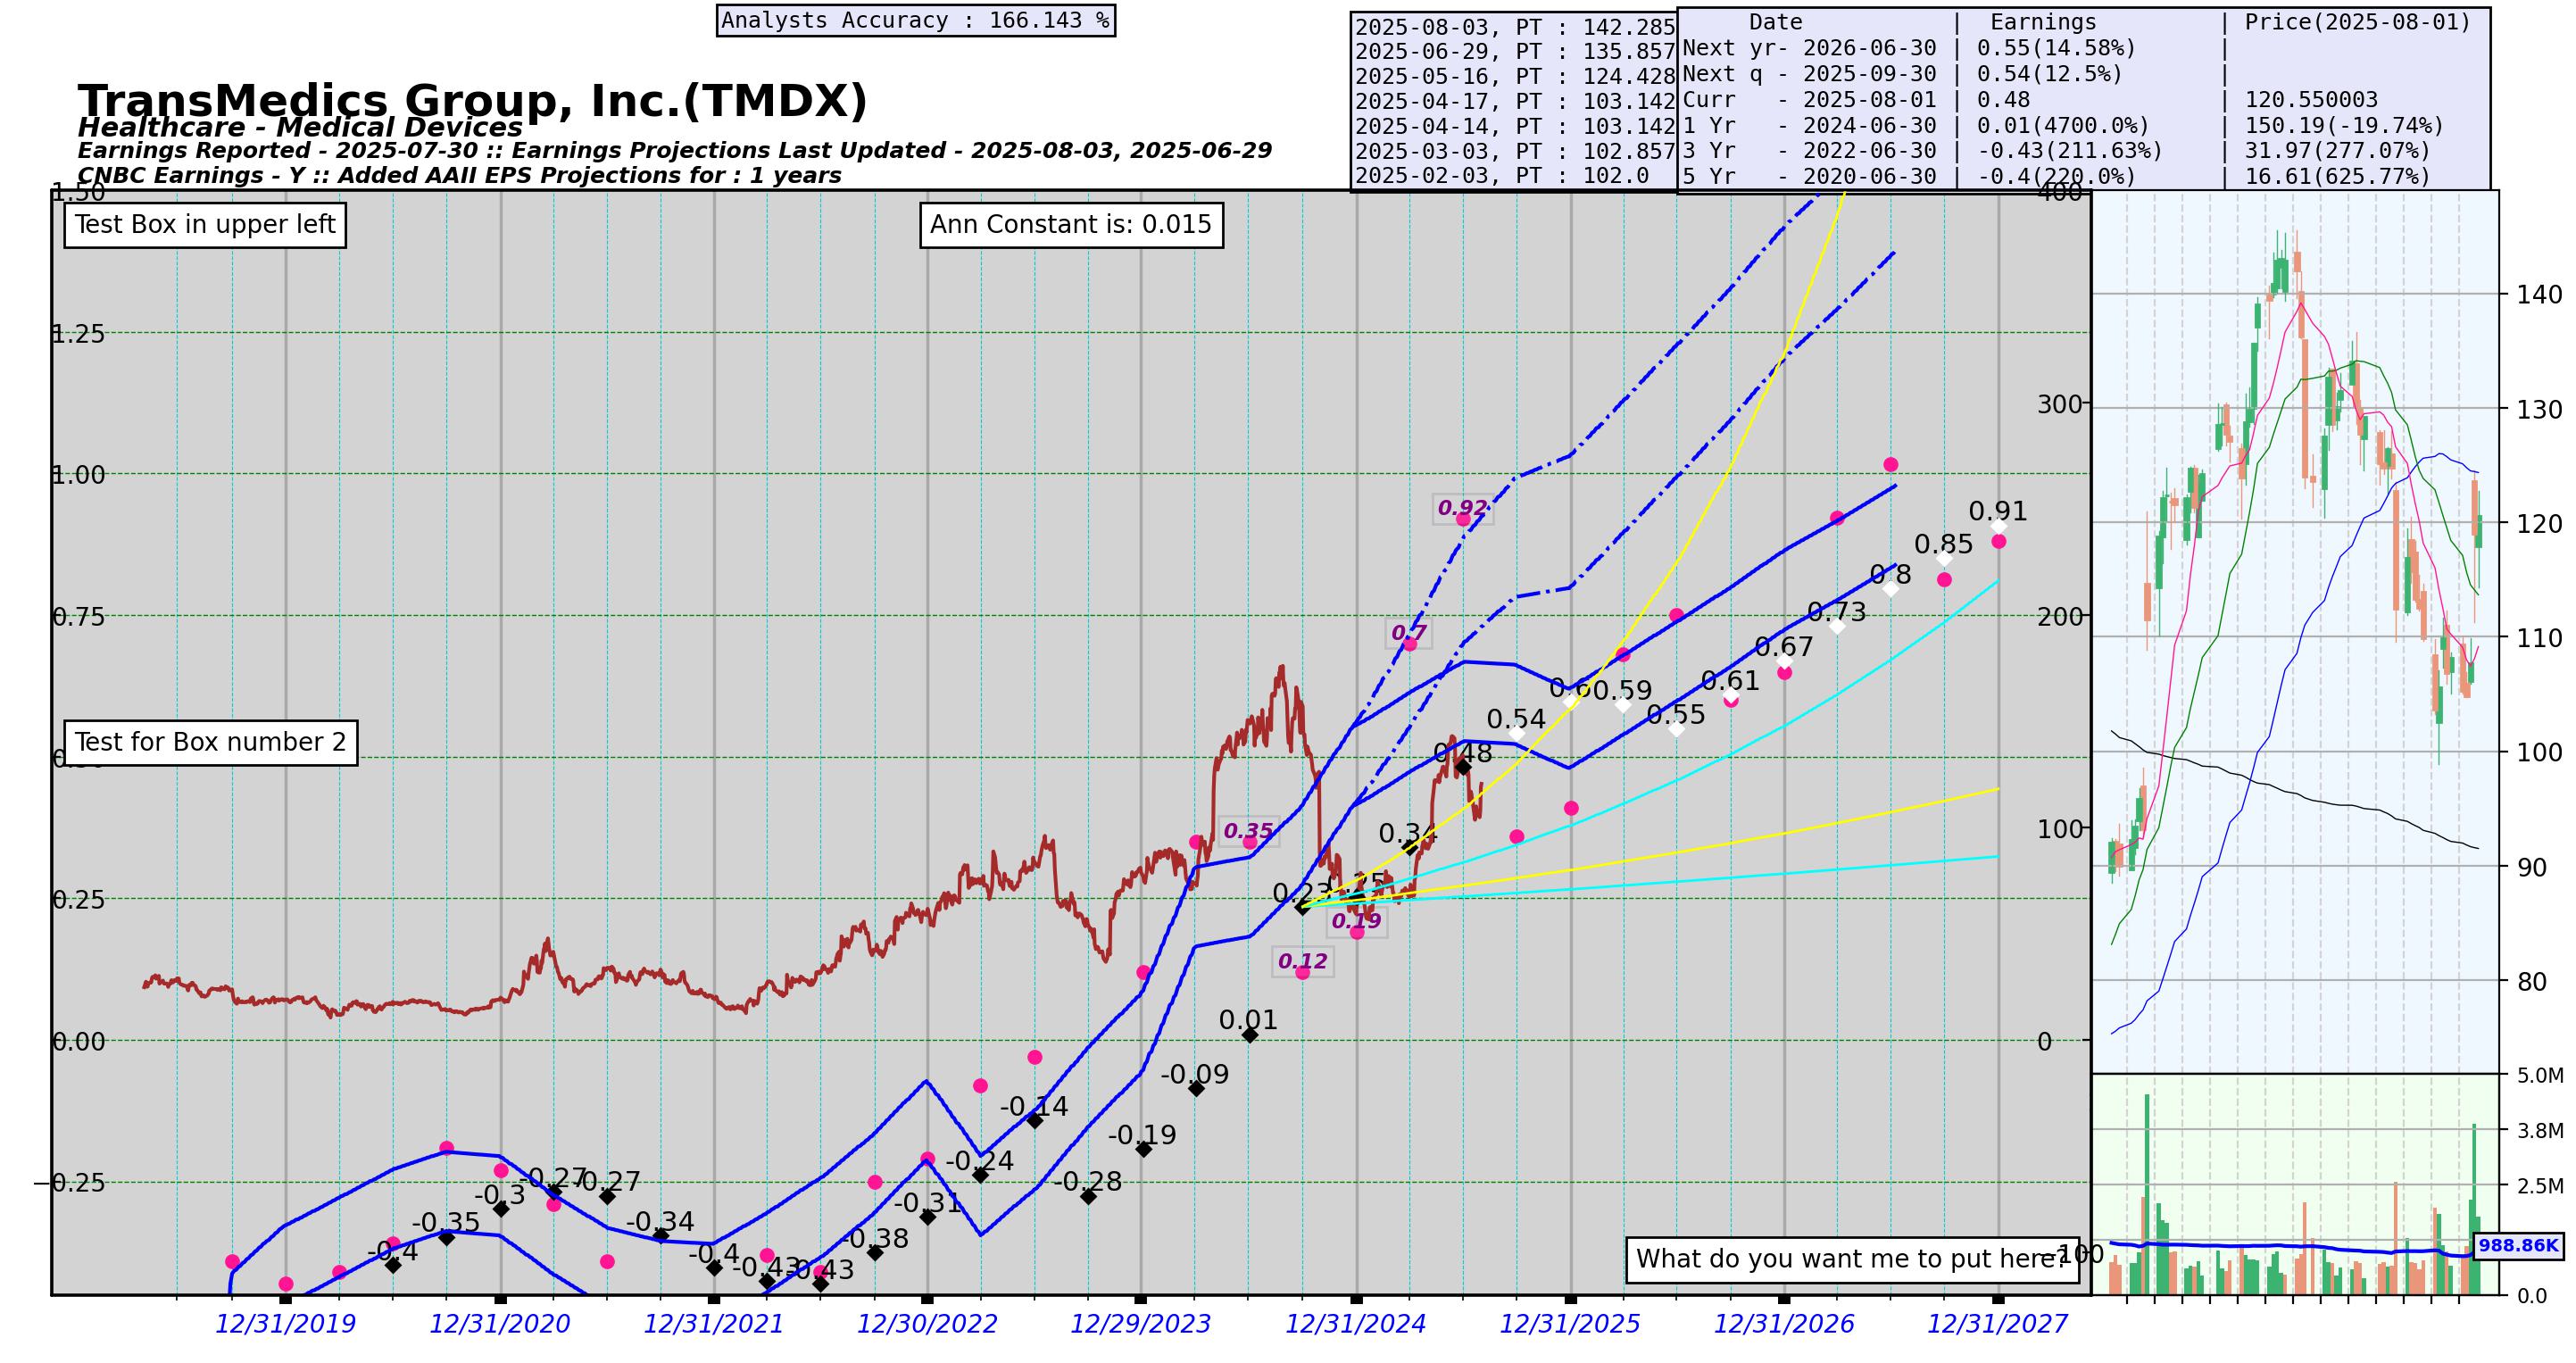 Analysts Accuracy : 166.143 %
TransMedics Group, Inc.(TMDX)
Healthcare - Medical Devices
Earnings Reported - 2025-07-30 :: Earnings Projections Last Updated - 2025-08-03, 2025-06-29
CNBC Earnings - Y :: Added AAII EPS Projections for : 1 years
2025-08-03, PT : 142.285
2025-06-29, PT : 135.857
2025-05-16, PT : 124.428
2025-04-17, PT : 103.142
2025-04-14, PT : 103.142
2025-03-03, PT : 102.857
2025-02-03, PT : 102.0
Date | Earnings | Price(2025-08-01)
Next yr- 2026-06-30 | 0.55(14.58%) |
Next q - 2025-09-30 | 0.54(12.5%) |
Curr - 2025-08-01 | 0.48 | 120.550003
1 Yr - 2024-06-30 | 0.01(4700.0%) | 150.19(-19.74%)
3 Yr - 2022-06-30 | -0.43(211.63%) | 31.97(277.07%)
5 Yr - 2020-06-30 | -0.4(220.0%) | 16.61(625.77%)
Test Box in upper left
Ann Constant is: 0.015
Test for Box number 2
What do you want me to put here?
1.50
1.25
1.00
0.75
0.25
0.00
−0.25
-0.4
-0.35
-0.3
-0.27
-0.27
-0.34
-0.4
-0.43
-0.43
-0.38
-0.31
-0.24
-0.14
-0.28
-0.19
-0.09
0.01
0.23
0.34
0.48
0.54
0.6
0.59
0.55
0.61
0.67
0.73
0.8
0.85
0.91
0.35
0.12
0.19
0.7
0.92
400
300
200
100
0
−100
140
130
120
110
100
90
80
5.0M
3.8M
2.5M
988.86K
0.0
12/31/2019
12/31/2020
12/31/2021
12/30/2022
12/29/2023
12/31/2024
12/31/2025
12/31/2026
12/31/2027